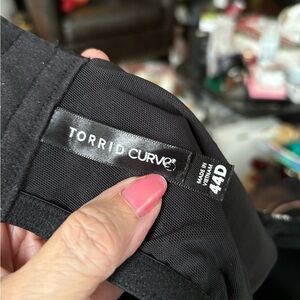 TORRID CURVE®
MADE IN
VIETNAM
44D